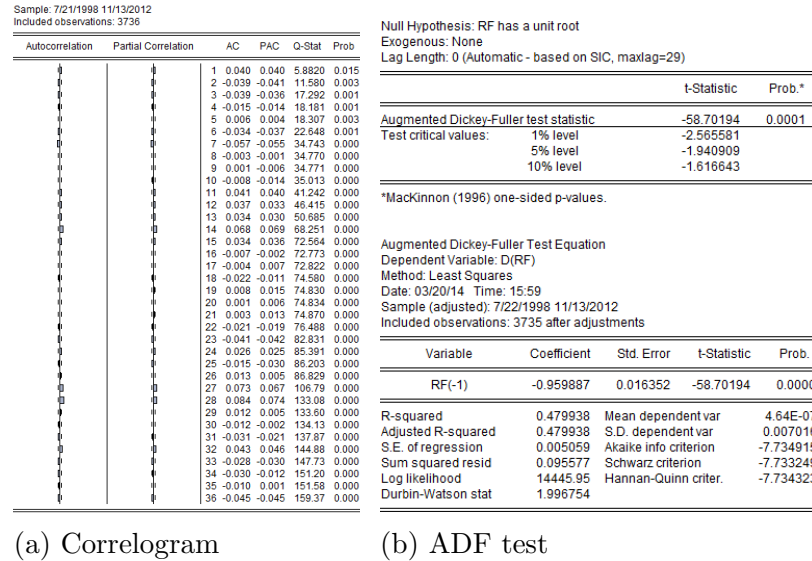 Sample: 7/21/1998 11/13/2012
Included observations: 3736
Autocorrelation Partial Correlation AC PAC Q-Stat Prob
1 0.040 0.040 5.8820 0.015
2 -0.039 -0.041 11.580 0.003
3 -0.039 -0.036 17.292 0.001
4 -0.015 -0.014 18.181 0.001
5 0.006 0.004 18.307 0.003
6 -0.034 -0.037 22.648 0.001
7 -0.057 -0.055 34.743 0.000
8 -0.003 -0.001 34.770 0.000
9 0.001 -0.006 34.771 0.000
10 -0.008 -0.014 35.013 0.000
11 0.041 0.040 41.242 0.000
12 0.037 0.033 46.415 0.000
13 0.034 0.030 50.685 0.000
14 0.068 0.069 68.251 0.000
15 0.034 0.036 72.564 0.000
16 -0.007 -0.002 72.773 0.000
17 -0.004 0.007 72.822 0.000
18 -0.022 -0.011 74.580 0.000
19 0.008 0.015 74.830 0.000
20 0.001 0.006 74.834 0.000
21 0.003 0.013 74.870 0.000
22 -0.021 -0.019 76.488 0.000
23 -0.041 -0.042 82.831 0.000
24 0.026 0.025 85.391 0.000
25 -0.015 -0.030 86.203 0.000
26 0.013 0.005 86.829 0.000
27 0.073 0.067 106.79 0.000
28 0.084 0.074 133.08 0.000
29 0.012 0.005 133.60 0.000
30 -0.012 -0.002 134.13 0.000
31 -0.031 -0.021 137.87 0.000
32 0.043 0.046 144.88 0.000
33 -0.028 -0.030 147.73 0.000
34 -0.030 -0.012 151.20 0.000
35 -0.010 0.001 151.58 0.000
36 -0.045 -0.045 159.37 0.000
(a) Correlogram
Null Hypothesis: RF has a unit root
Exogenous: None
Lag Length: 0 (Automatic - based on SIC, maxlag=29)
t-Statistic Prob.*
Augmented Dickey-Fuller test statistic -58.70194 0.0001
Test critical values: 1% level -2.565581
5% level -1.940909
10% level -1.616643
*MacKinnon (1996) one-sided p-values.
Augmented Dickey-Fuller Test Equation
Dependent Variable: D(RF)
Method: Least Squares
Date: 03/20/14 Time: 15:59
Sample (adjusted): 7/22/1998 11/13/2012
Included observations: 3735 after adjustments
Variable Coefficient Std. Error t-Statistic Prob.
RF(-1) -0.959887 0.016352 -58.70194 0.0000
R-squared 0.479938 Mean dependent var 4.64E-07
Adjusted R-squared 0.479938 S.D. dependent var 0.007016
S.E. of regression 0.005059 Akaike info criterion -7.734915
Sum squared resid 0.095577 Schwarz criterion -7.733249
Log likelihood 14445.95 Hannan-Quinn criter. -7.734323
Durbin-Watson stat 1.996754
(b) ADF test